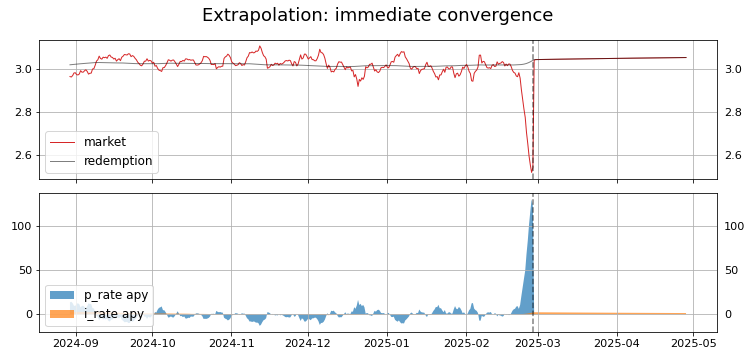 Extrapolation: immediate convergence
3.0 3.0
2.8 2.8
2.6 2.6
market
redemption
100 100
50 50
0 0
p_rate apy
i_rate apy
2024-09 2024-10 2024-11 2024-12 2025-01 2025-02 2025-03 2025-04 2025-05